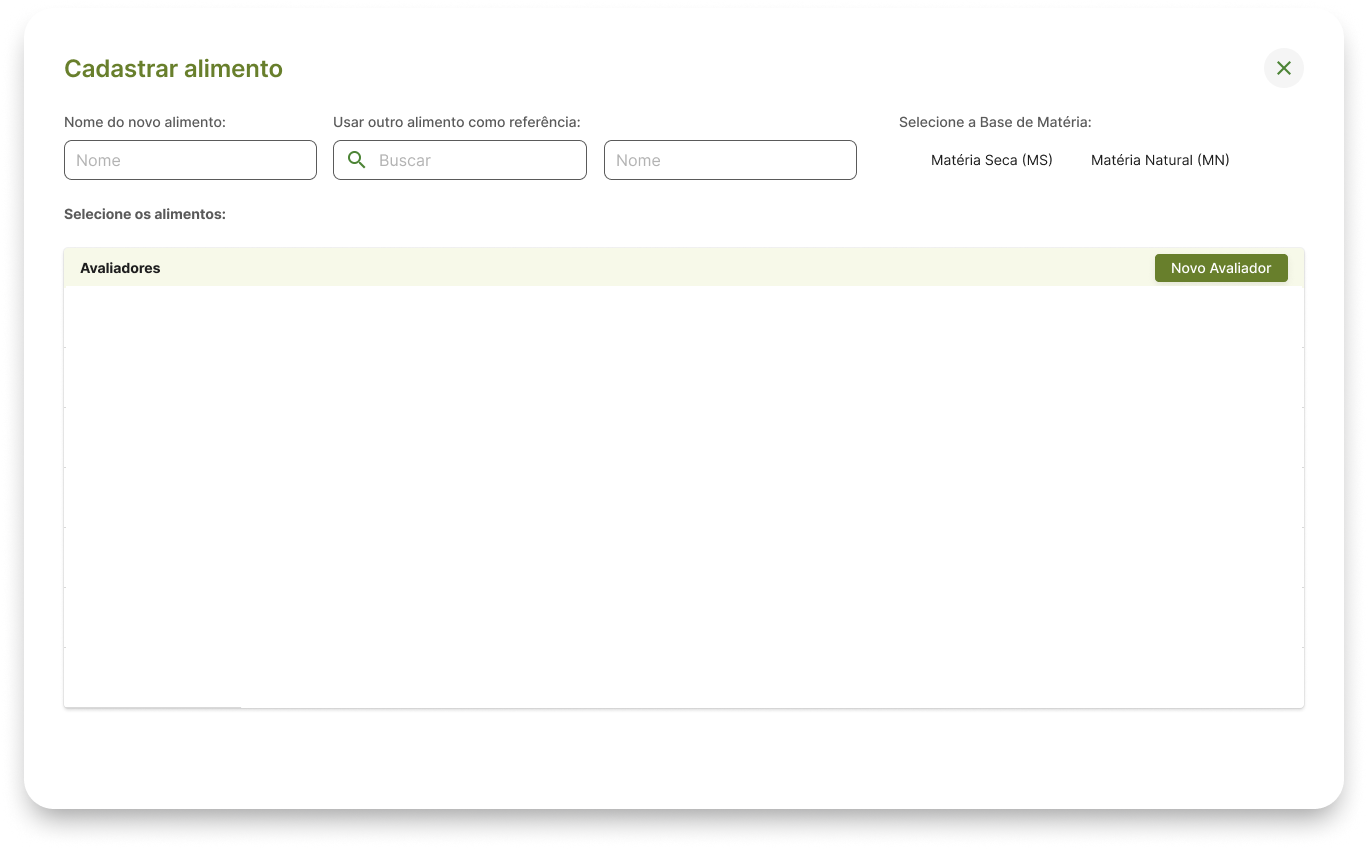 Cadastrar alimento
Nome do novo alimento:
Usar outro alimento como referência:
Selecione a Base de Matéria:
Nome
Buscar
Nome
Matéria Seca (MS)
Matéria Natural (MN)
Selecione os alimentos:
Avaliadores
Novo Avaliador